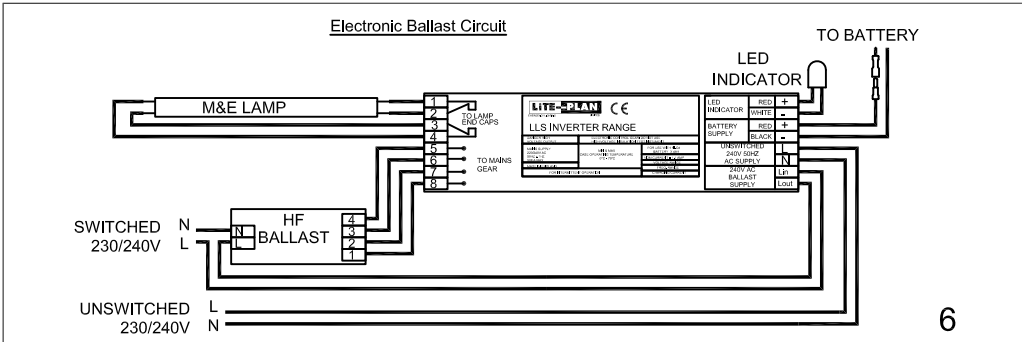 Electronic Ballast Circuit
TO BATTERY
LED
INDICATOR
M&E LAMP
1
2
3
4
5
6
7
8
TO LAMP
END CAPS
TO MAINS
GEAR
LiTE-PLAN CE
LLS INVERTER RANGE
LED
INDICATOR
RED +
WHITE -
BATTERY
SUPPLY
RED +
BLACK -
UNSWITCHED
240V 50HZ
AC SUPPLY
L
N
240V AC
BALLAST
SUPPLY
Lin
Lout
HF
BALLAST
N
L
4
3
2
1
SWITCHED
230/240V
N
L
UNSWITCHED
230/240V
L
N
6